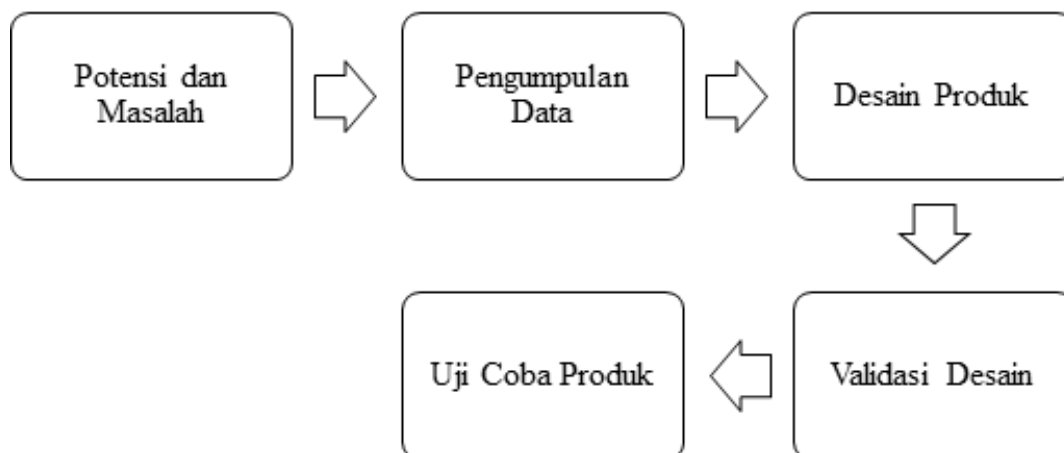 Potensi dan
Masalah
Pengumpulan
Data
Desain Produk
Validasi Desain
Uji Coba Produk